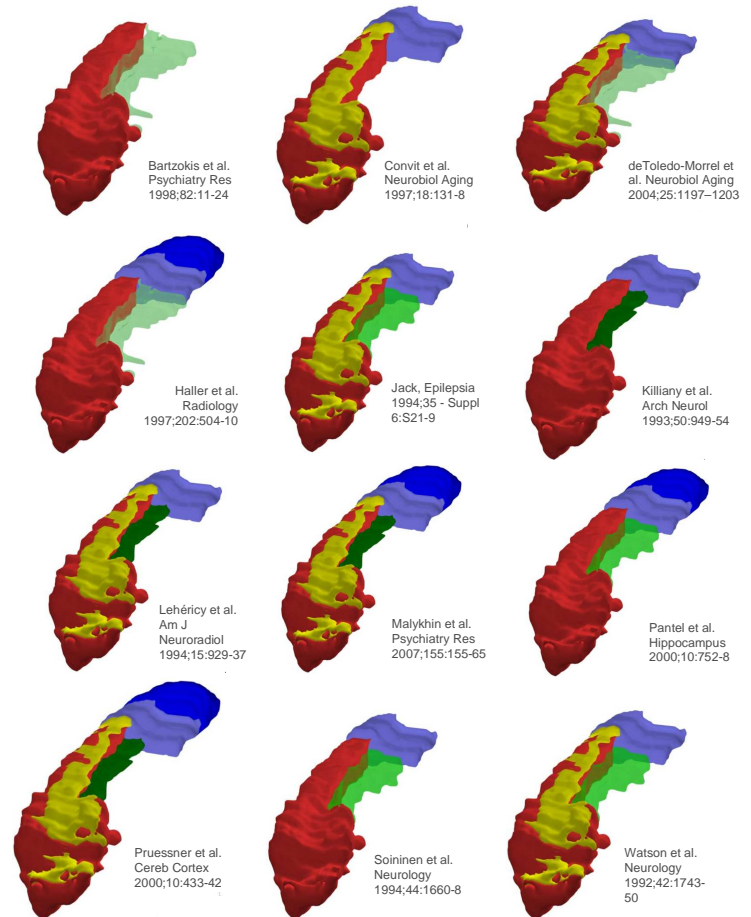 Bartzokis et al.
Psychiatry Res
1998;82:11-24
Convit et al.
Neurobiol Aging
1997;18:131-8
deToledo-Morrel et
al. Neurobiol Aging
2004;25:1197–1203
Haller et al.
Radiology
1997;202:504-10
Jack, Epilepsia
1994;35 - Suppl
6:S21-9
Killiany et al.
Arch Neurol
1993;50:949-54
Lehéricy et al.
Am J
Neuroradiol
1994;15:929-37
Malykhin et al.
Psychiatry Res
2007;155:155-65
Pantel et al.
Hippocampus
2000;10:752-8
Pruessner et al.
Cereb Cortex
2000;10:433-42
Soininen et al.
Neurology
1994;44:1660-8
Watson et al.
Neurology
1992;42:1743-
50